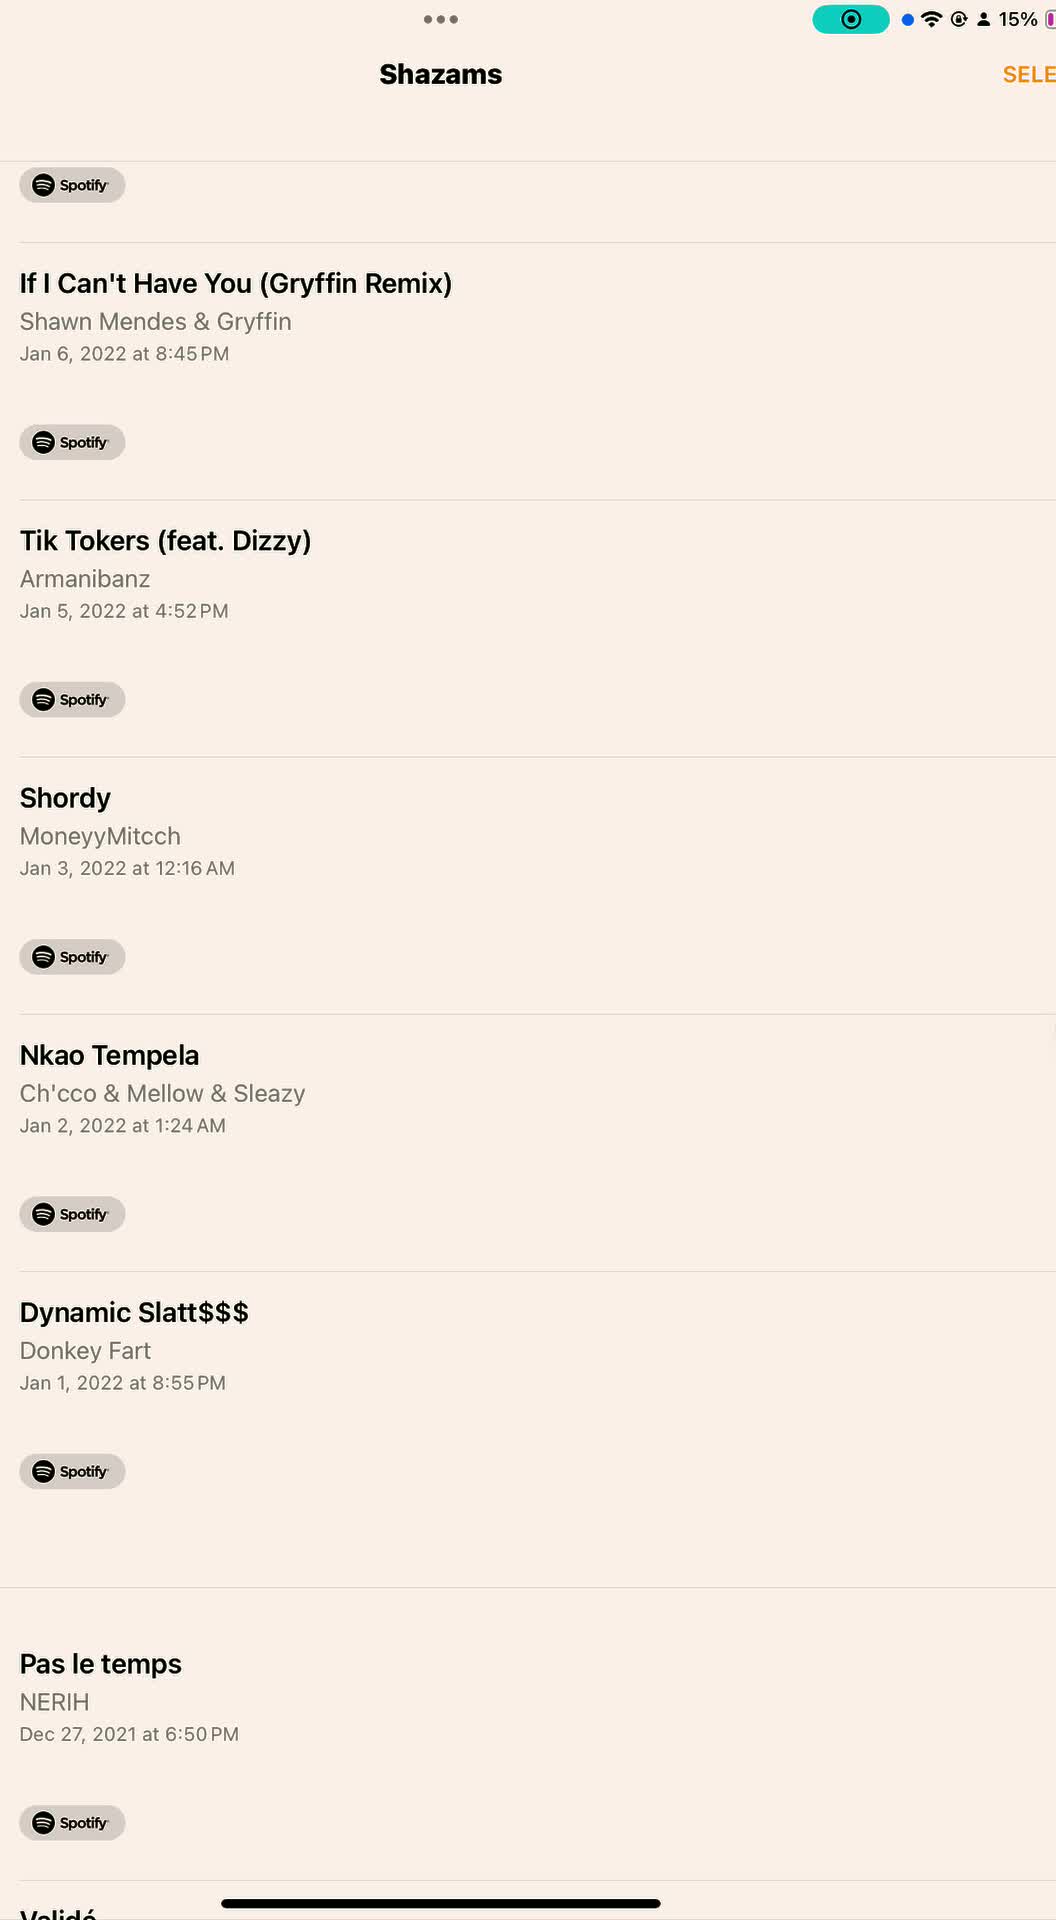 15%
Shazams
SELE
Spotify
If I Can't Have You (Gryffin Remix)
Shawn Mendes & Gryffin
Jan 6, 2022 at 8:45 PM
Spotify
Tik Tokers (feat. Dizzy)
Armanibanz
Jan 5, 2022 at 4:52 PM
Spotify
Shordy
MoneyyMitcch
Jan 3, 2022 at 12:16 AM
Spotify
Nkao Tempela
Ch'cco & Mellow & Sleazy
Jan 2, 2022 at 1:24 AM
Spotify
Dynamic Slatt$$$
Donkey Fart
Jan 1, 2022 at 8:55 PM
Spotify
Pas le temps
NERIH
Dec 27, 2021 at 6:50 PM
Spotify
Validé